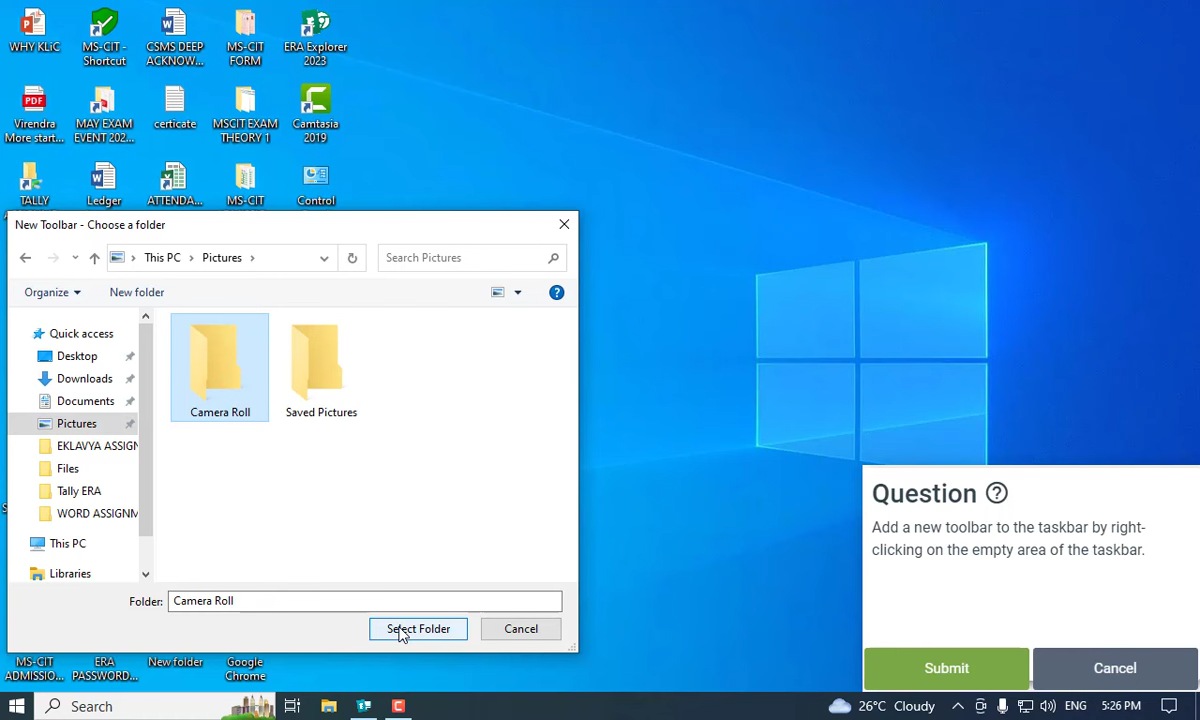 WHY KLiC
MS-CIT -
Shortcut
CSMS DEEP
ACKNOW...
MS-CIT
FORM
ERA Explorer
2023
PDF
Virendra
More start...
MAY EXAM
EVENT 202...
certicate
MSCIT EXAM
THEORY 1
Camtasia
2019
TALLY
Ledger
ATTENDA...
MS-CIT
Control
New Toolbar - Choose a folder
This PC
Pictures
Search Pictures
Organize
New folder
Quick access
Desktop
Downloads
Documents
Pictures
EKLAVYA ASSIGN
Files
Tally ERA
WORD ASSIGNM
This PC
Libraries
Camera Roll
Saved Pictures
Folder:
Camera Roll
Select Folder
Cancel
MS-CIT
ADMISSIO...
ERA
PASSWORD...
New folder
Google
Chrome
Question
Add a new toolbar to the taskbar by right-
clicking on the empty area of the taskbar.
Submit
Cancel
Search
26°C Cloudy
ENG
5:26 PM